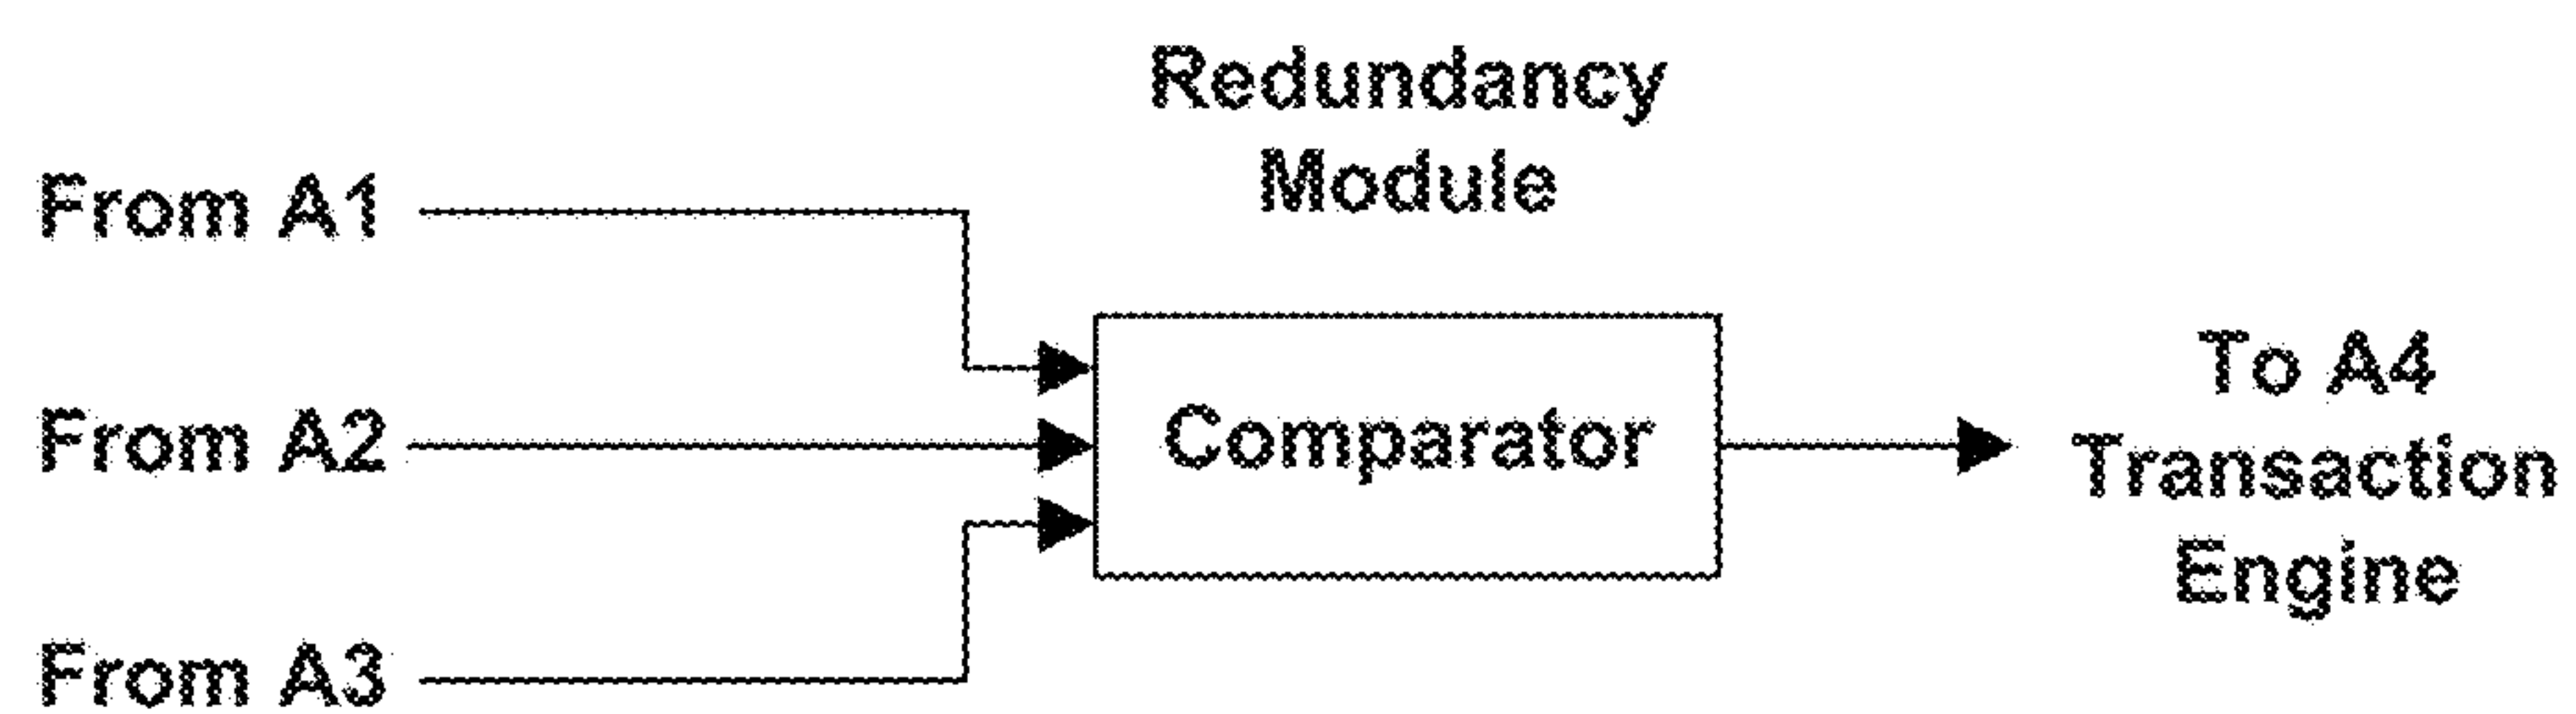 Redundancy
Module
From A1
From A2
From A3
Comparator
To A4
Transaction
Engine